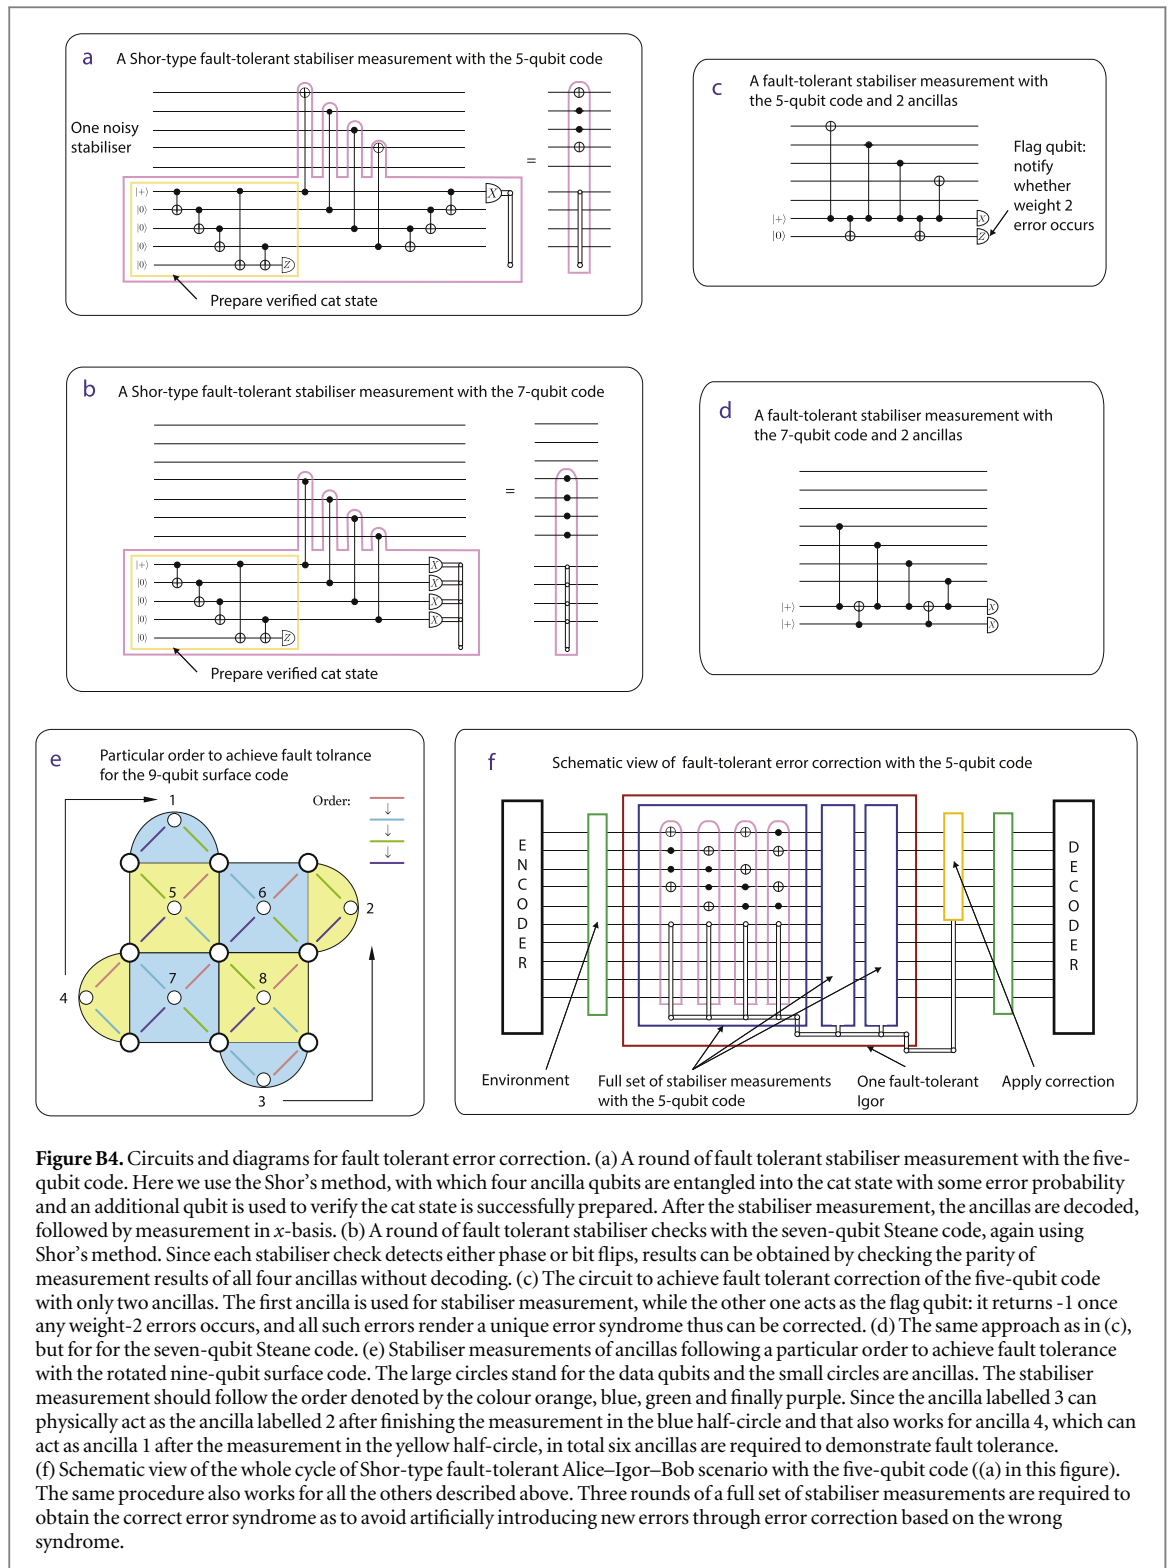 a A Shor-type fault-tolerant stabiliser measurement with the 5-qubit code
One noisy
stabiliser
=
|+⟩
|0⟩
|0⟩
|0⟩
|0⟩
Z
X
Prepare verified cat state
c A fault-tolerant stabiliser measurement with
the 5-qubit code and 2 ancillas
Flag qubit:
notify
whether
weight 2
error occurs
|+⟩
|0⟩
X
Z
b A Shor-type fault-tolerant stabiliser measurement with the 7-qubit code
=
|+⟩
|0⟩
|0⟩
|0⟩
|0⟩
Z
X
X
X
X
Prepare verified cat state
d A fault-tolerant stabiliser measurement with
the 7-qubit code and 2 ancillas
|+⟩
|+⟩
X
X
e Particular order to achieve fault tolrance
for the 9-qubit surface code
Order:
↓
↓
↓
1
5
6
2
7
8
4
3
f Schematic view of fault-tolerant error correction with the 5-qubit code
E
N
C
O
D
E
R
D
E
C
O
D
E
R
Environment
Full set of stabiliser measurements
with the 5-qubit code
One fault-tolerant
Igor
Apply correction
Figure B4. Circuits and diagrams for fault tolerant error correction. (a) A round of fault tolerant stabiliser measurement with the five-
qubit code. Here we use the Shor's method, with which four ancilla qubits are entangled into the cat state with some error probability
and an additional qubit is used to verify the cat state is successfully prepared. After the stabiliser measurement, the ancillas are decoded,
followed by measurement in x-basis. (b) A round of fault tolerant stabiliser checks with the seven-qubit Steane code, again using
Shor's method. Since each stabiliser check detects either phase or bit flips, results can be obtained by checking the parity of
measurement results of all four ancillas without decoding. (c) The circuit to achieve fault tolerant correction of the five-qubit code
with only two ancillas. The first ancilla is used for stabiliser measurement, while the other one acts as the flag qubit: it returns -1 once
any weight-2 errors occurs, and all such errors render a unique error syndrome thus can be corrected. (d) The same approach as in (c),
but for for the seven-qubit Steane code. (e) Stabiliser measurements of ancillas following a particular order to achieve fault tolerance
with the rotated nine-qubit surface code. The large circles stand for the data qubits and the small circles are ancillas. The stabiliser
measurement should follow the order denoted by the colour orange, blue, green and finally purple. Since the ancilla labelled 3 can
physically act as the ancilla labelled 2 after finishing the measurement in the blue half-circle and that also works for ancilla 4, which can
act as ancilla 1 after the measurement in the yellow half-circle, in total six ancillas are required to demonstrate fault tolerance.
(f) Schematic view of the whole cycle of Shor-type fault-tolerant Alice–Igor–Bob scenario with the five-qubit code ((a) in this figure).
The same procedure also works for all the others described above. Three rounds of a full set of stabiliser measurements are required to
obtain the correct error syndrome as to avoid artificially introducing new errors through error correction based on the wrong
syndrome.